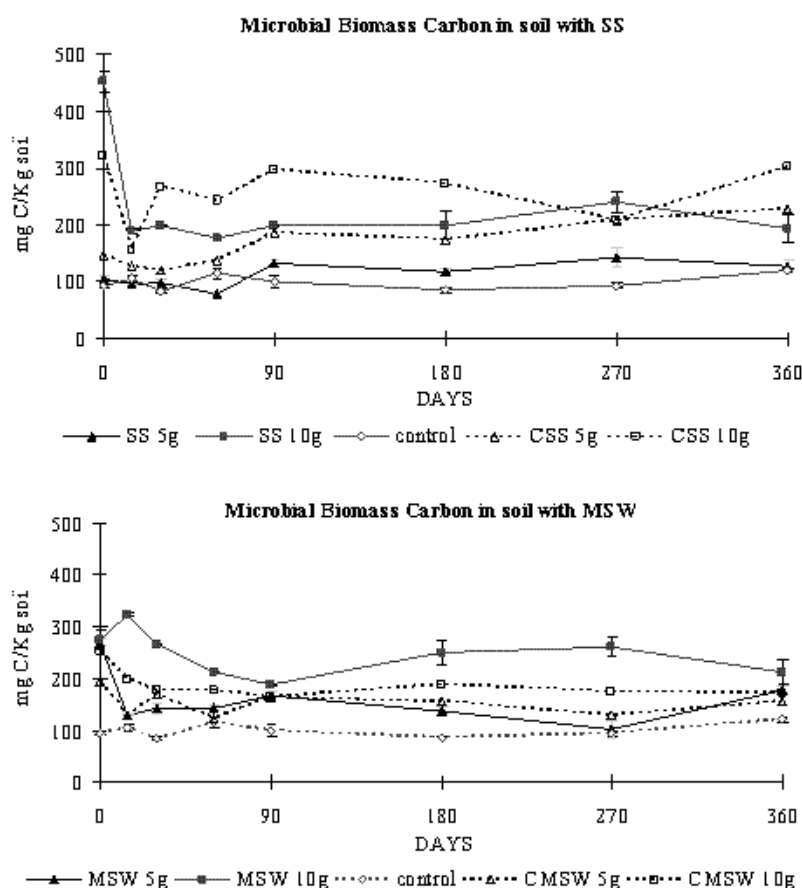 Microbial Biomass Carbon in soil with SS
mg C/Kg soil
500
400
300
200
100
0
0 90 180 270 360
DAYS
SS 5g SS 10g control CSS 5g CSS 10g
Microbial Biomass Carbon in soil with MSW
mg C/Kg soil
500
400
300
200
100
0
0 90 180 270 360
DAYS
MSW 5g MSW 10g control CMSW 5g CMSW 10g